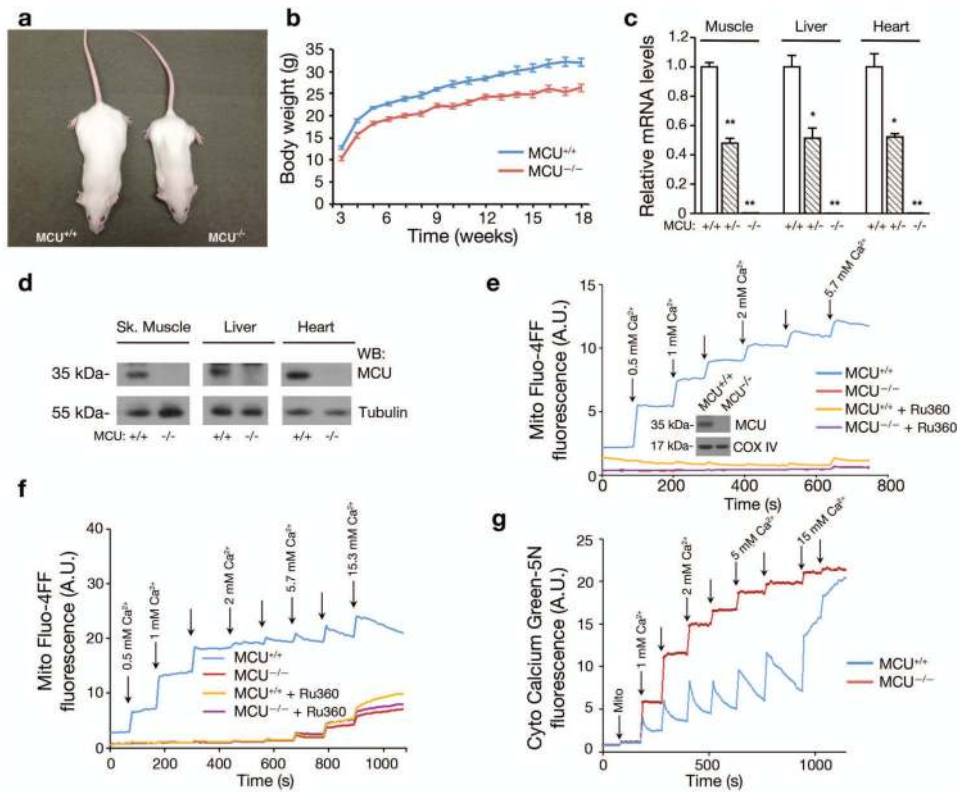 a
MCU+/+
MCU-/-
b
Body weight (g)
35
30
25
20
15
10
5
0
3 6 9 12 15 18
Time (weeks)
MCU+/+
MCU−/−
c
Muscle Liver Heart
Relative mRNA levels
1.2
1.0
0.8
0.6
0.4
0.2
0
** ** * ** * **
MCU: +/+ +/- -/- +/+ +/- -/- +/+ +/- -/-
d
Sk. Muscle Liver Heart
WB:
35 kDa- MCU
55 kDa- Tubulin
MCU: +/+ -/- +/+ -/- +/+ -/-
e
Mito Fluo-4FF
fluorescence (A.U.)
15
10
5
0
0.5 mM Ca2+
1 mM Ca2+
2 mM Ca2+
5.7 mM Ca2+
MCU+/+
MCU-/-
35 kDa- MCU
17 kDa- COX IV
MCU+/+
MCU−/−
MCU+/+ + Ru360
MCU−/− + Ru360
0 200 400 600 800
Time (s)
f
Mito Fluo-4FF
fluorescence (A.U.)
40
30
20
10
0
0.5 mM Ca2+
1 mM Ca2+
2 mM Ca2+
5.7 mM Ca2+
15.3 mM Ca2+
MCU+/+
MCU−/−
MCU+/+ + Ru360
MCU−/− + Ru360
0 200 400 600 800 1000
Time (s)
g
Cyto Calcium Green-5N
fluorescence (A.U.)
25
20
15
10
5
0
Mito
1 mM Ca2+
2 mM Ca2+
5 mM Ca2+
15 mM Ca2+
MCU+/+
MCU−/−
0 500 1000
Time (s)